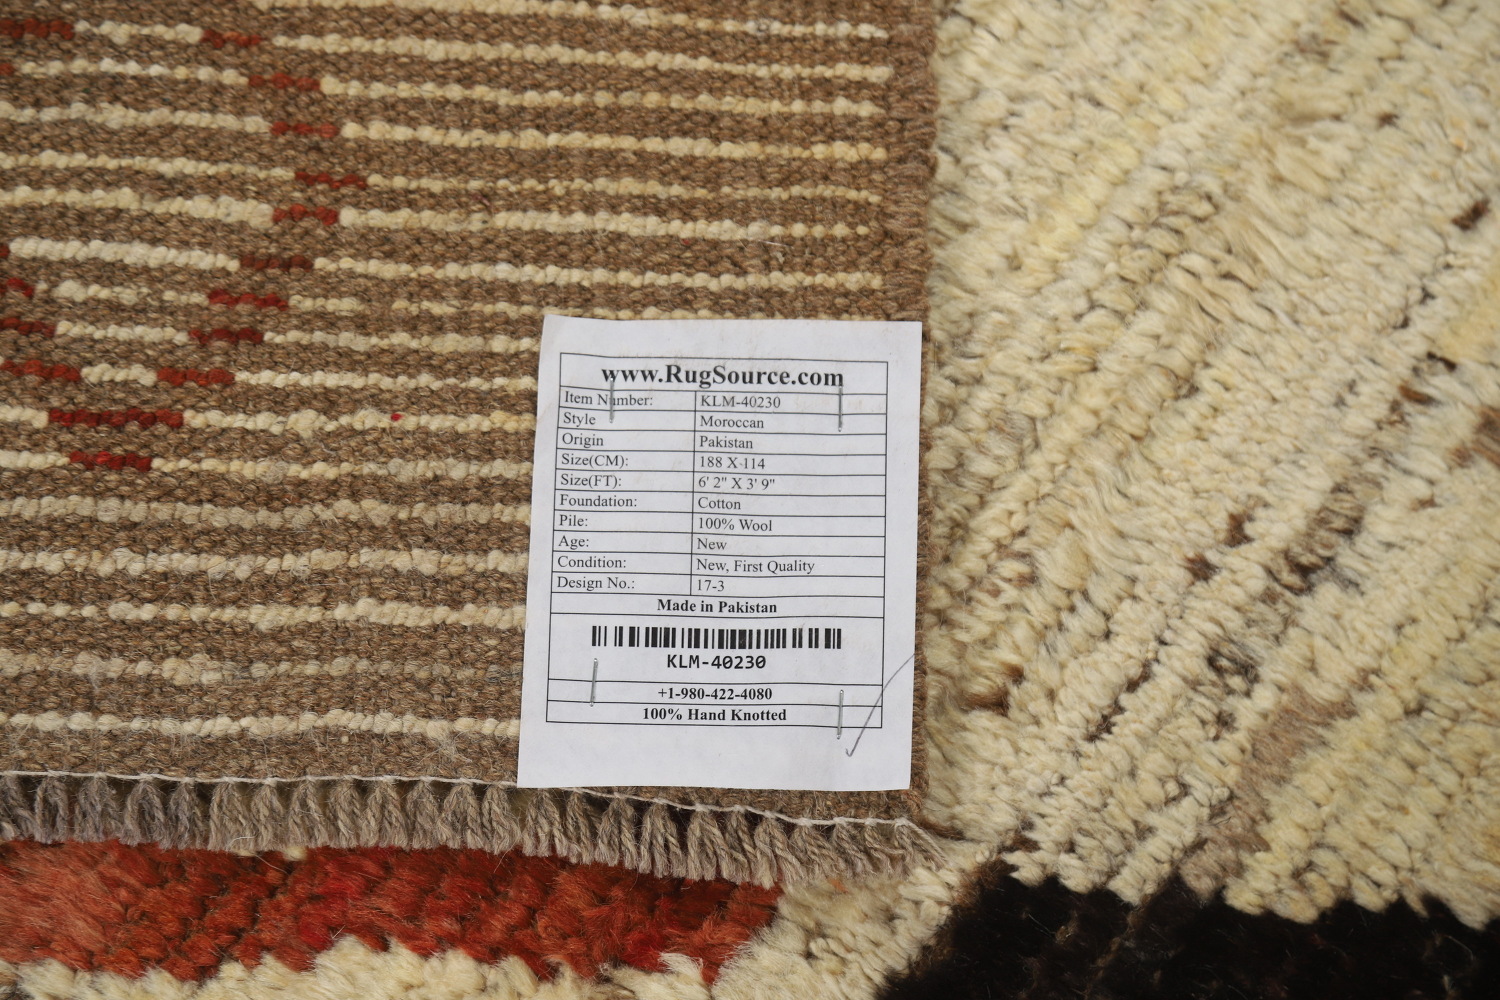 www.RugSource.com
Item Number: KLM-40230
Style Moroccan
Origin Pakistan
Size(CM): 188 X 114
Size(FT): 6' 2" X 3' 9"
Foundation: Cotton
Pile: 100% Wool
Age: New
Condition: New, First Quality
Design No.: 17-3
Made in Pakistan
KLM-40230
+1-980-422-4080
100% Hand Knotted